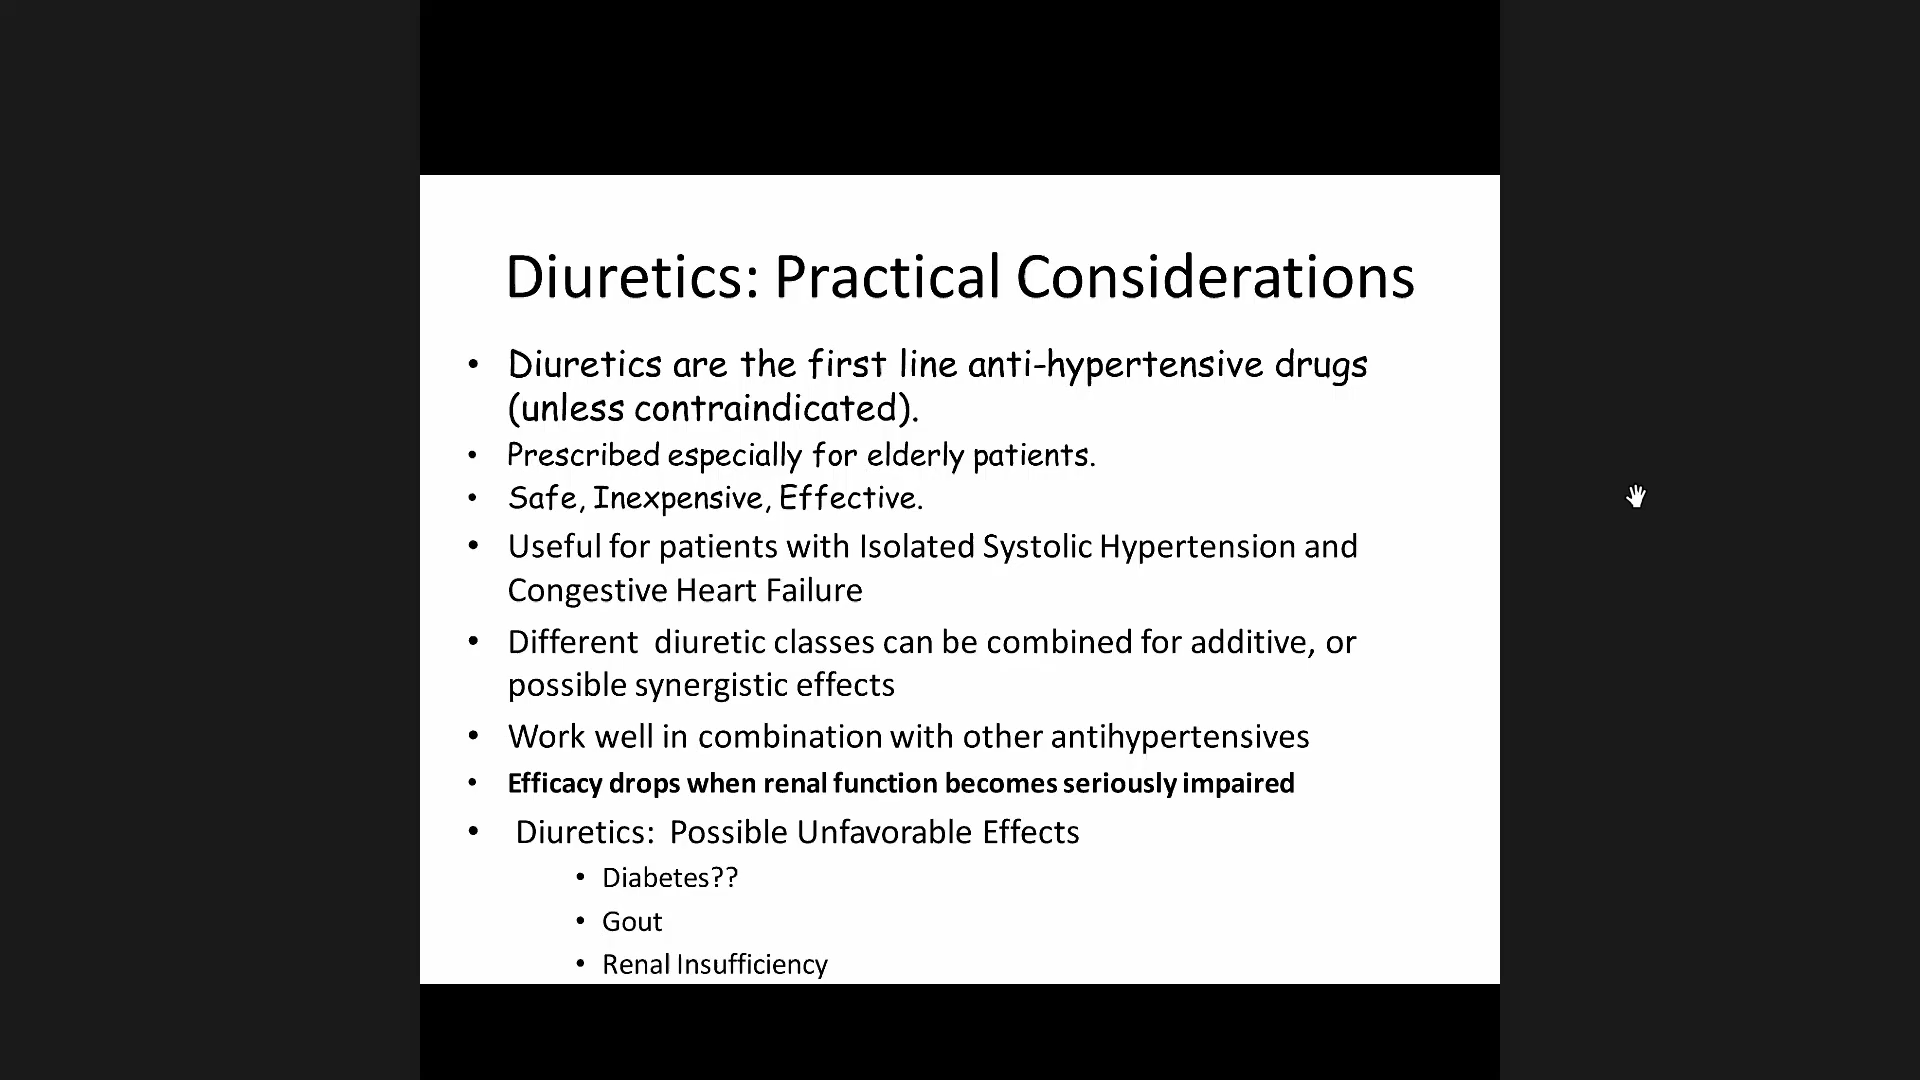 Diuretics: Practical Considerations
• Diuretics are the first line anti-hypertensive drugs
(unless contraindicated).
• Prescribed especially for elderly patients.
• Safe, Inexpensive, Effective.
• Useful for patients with Isolated Systolic Hypertension and
Congestive Heart Failure
• Different diuretic classes can be combined for additive, or
possible synergistic effects
• Work well in combination with other antihypertensives
• Efficacy drops when renal function becomes seriously impaired
• Diuretics: Possible Unfavorable Effects
• Diabetes??
• Gout
• Renal Insufficiency